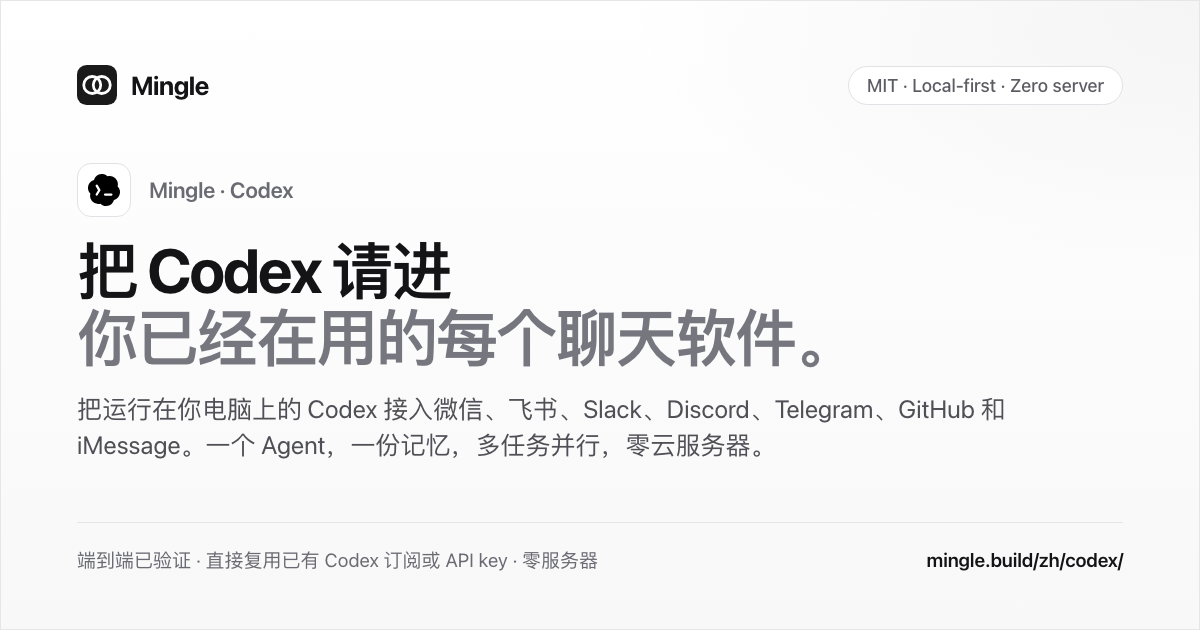 Mingle
MIT · Local-first · Zero server
Mingle · Codex
把 Codex 请进
你已经在用的每个聊天软件。
把运行在你电脑上的 Codex 接入微信、飞书、Slack、Discord、Telegram、GitHub 和
iMessage。一个 Agent，一份记忆，多任务并行，零云服务器。
端到端已验证 · 直接复用已有 Codex 订阅或 API key · 零服务器
mingle.build/zh/codex/